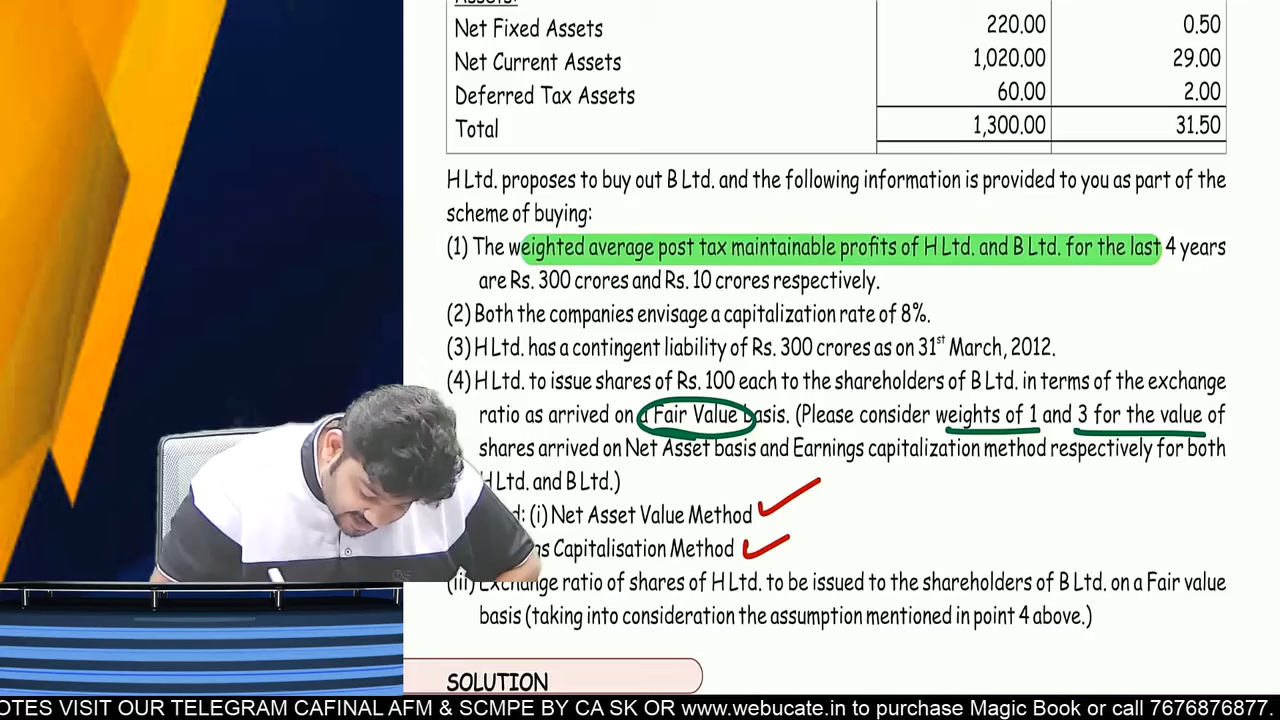 Net Fixed Assets 220.00 0.50
Net Current Assets 1,020.00 29.00
Deferred Tax Assets 60.00 2.00
Total 1,300.00 31.50
H Ltd. proposes to buy out B Ltd. and the following information is provided to you as part of the
scheme of buying:
(1) The weighted average post tax maintainable profits of H Ltd. and B Ltd. for the last 4 years
are Rs. 300 crores and Rs. 10 crores respectively.
(2) Both the companies envisage a capitalization rate of 8%.
(3) H Ltd. has a contingent liability of Rs. 300 crores as on 31st March, 2012.
(4) H Ltd. to issue shares of Rs. 100 each to the shareholders of B Ltd. in terms of the exchange
ratio as arrived on a Fair Value basis. (Please consider weights of 1 and 3 for the value of
shares arrived on Net Asset basis and Earnings capitalization method respectively for both
H Ltd. and B Ltd.)
(i) Net Asset Value Method
Capitalisation Method
(iii) Exchange ratio of shares of H Ltd. to be issued to the shareholders of B Ltd. on a Fair value
basis (taking into consideration the assumption mentioned in point 4 above.)
SOLUTION
OTES VISIT OUR TELEGRAM CAFINAL AFM & SCMPE BY CA SK OR www.webucate.in to purchase Magic Book or call 7676876877.